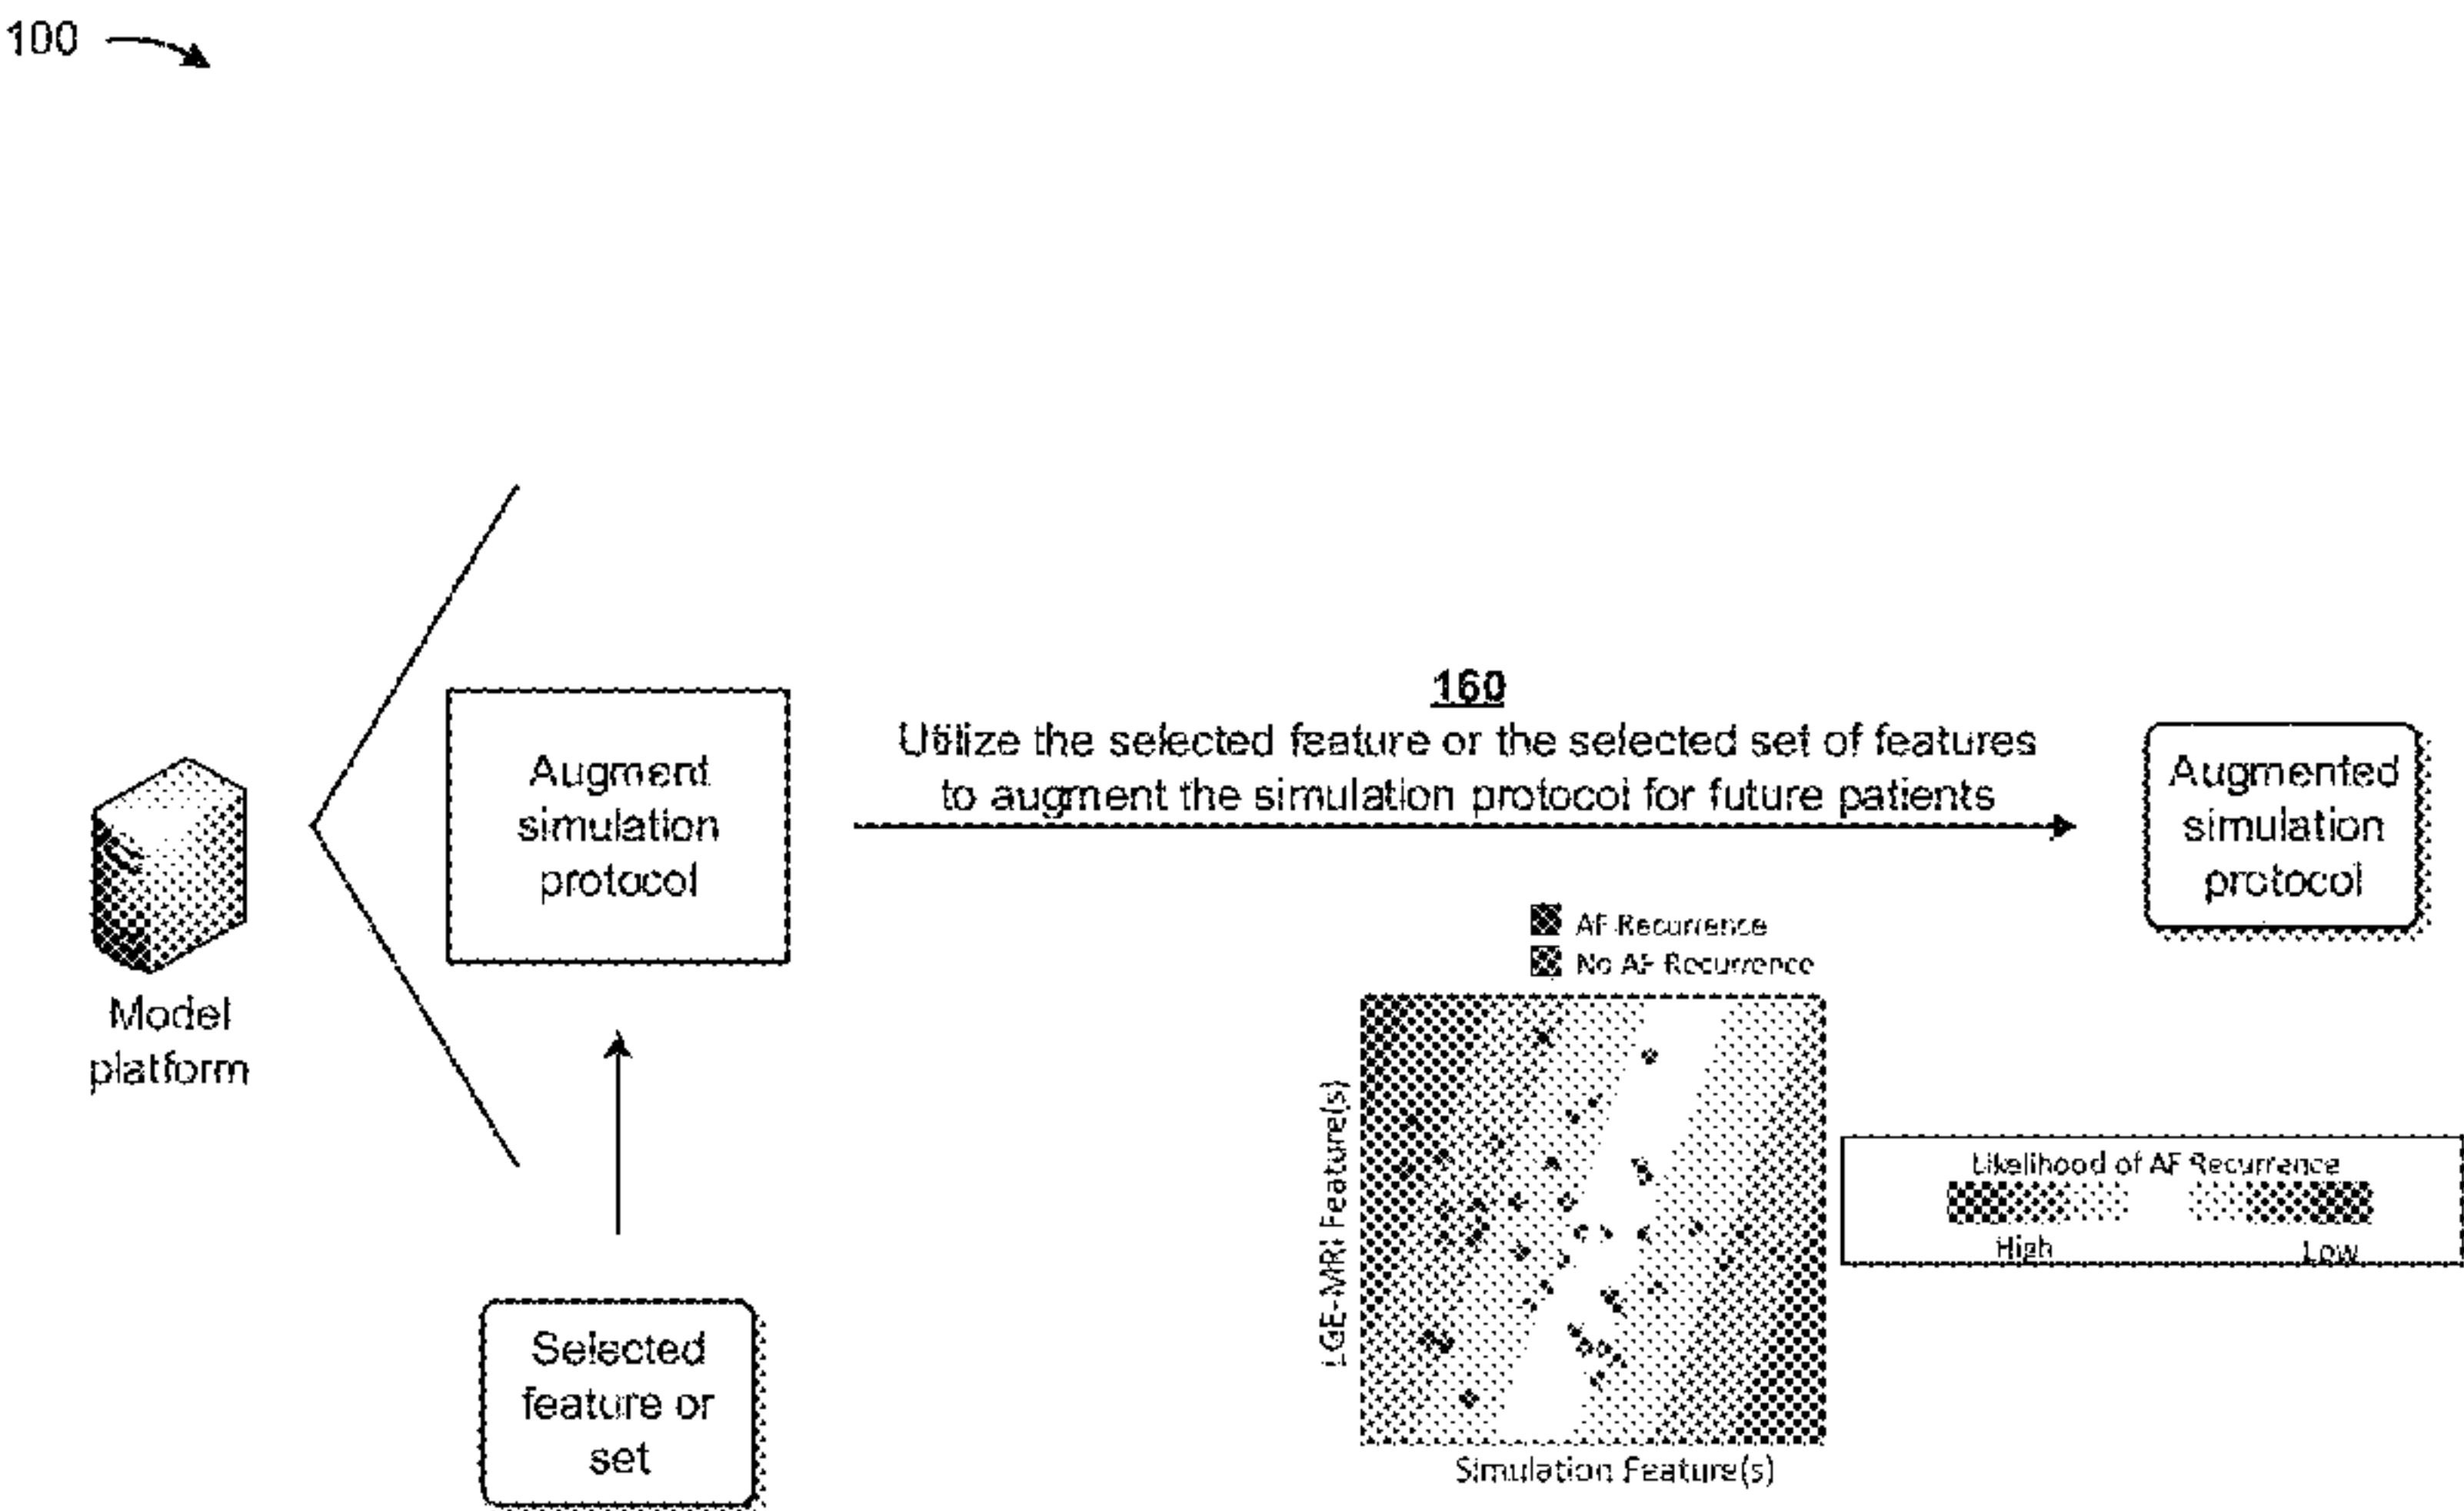 100
160
Utilize the selected feature or the selected set of features
to augment the simulation protocol for future patients
Augment
simulation
protocol
Augmented
simulation
protocol
Model
platform
AF Recurrence
No AF Recurrence
LGE-MRI Feature(s)
Simulation Feature(s)
Likelihood of AF Recurrence
High
Low
Selected
feature or
set